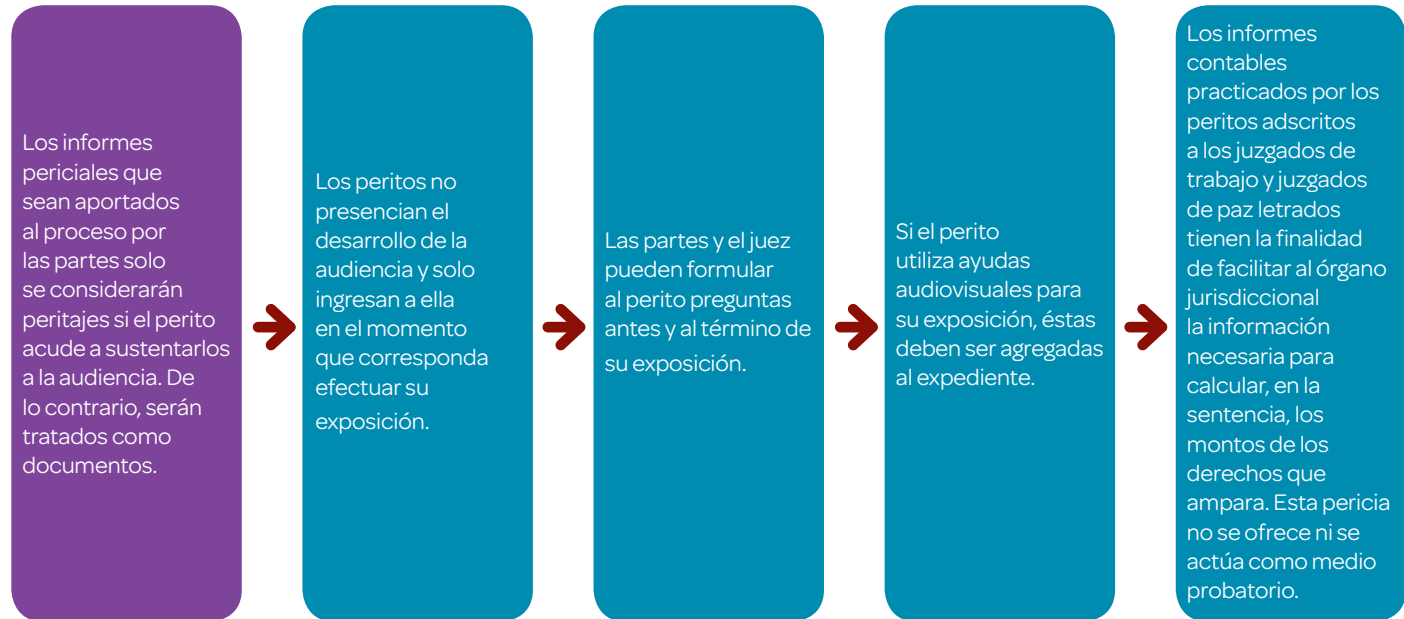 Los informes
periciales que
sean aportados
al proceso por
las partes solo
se considerarán
peritajes si el perito
acude a sustentarlos
a la audiencia. De
lo contrario, serán
tratados como
documentos.
Los peritos no
presencian el
desarrollo de la
audiencia y solo
ingresan a ella
en el momento
que corresponda
efectuar su
exposición.
Las partes y el juez
pueden formular
al perito preguntas
antes y al término de
su exposición.
Si el perito
utiliza ayudas
audiovisuales para
su exposición, éstas
deben ser agregadas
al expediente.
Los informes
contables
practicados por los
peritos adscritos
a los juzgados de
trabajo y juzgados
de paz letrados
tienen la finalidad
de facilitar al órgano
jurisdiccional
la información
necesaria para
calcular, en la
sentencia, los
montos de los
derechos que
ampara. Esta pericia
no se ofrece ni se
actúa como medio
probatorio.